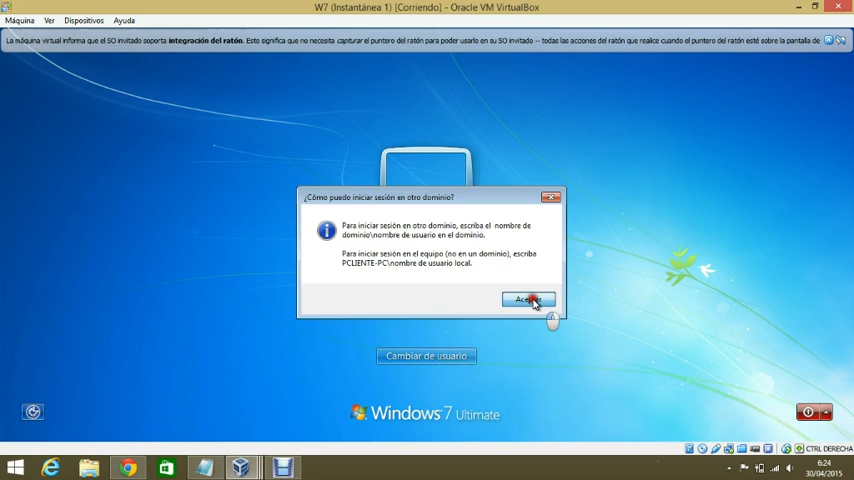 W7 (Instantánea 1) [Corriendo] - Oracle VM VirtualBox
Máquina Ver Dispositivos Ayuda
La máquina virtual informa que el SO invitado soporta integración del ratón. Esto significa que no necesita capturar el puntero del ratón para poder usarlo en su SO invitado -- todas las acciones del ratón que realice cuando el puntero del ratón esté sobre la pantalla de
¿Cómo puedo iniciar sesión en otro dominio?
Para iniciar sesión en otro dominio, escriba el nombre de
dominio\nombre de usuario en el dominio.
Para iniciar sesión en el equipo (no en un dominio), escriba
PCLIENTE-PC\nombre de usuario local.
Aceptar
Cambiar de usuario
Windows 7 Ultimate
CTRL DERECHA
6:24
30/04/2015